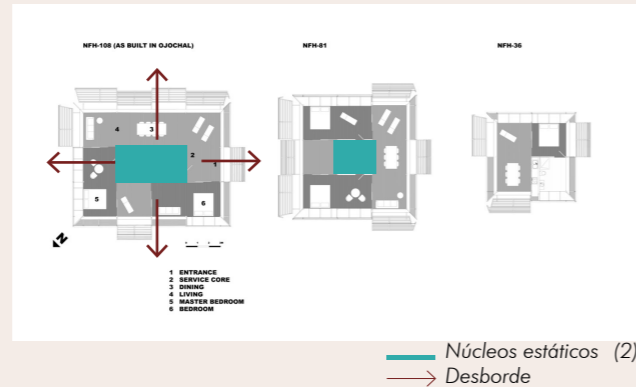 NFH-108 (AS BUILT IN OJOCHAL)
NFH-81
NFH-36
4
3
2
1
5
6
N
1 ENTRANCE
2 SERVICE CORE
3 DINING
4 LIVING
5 MASTER BEDROOM
6 BEDROOM
Núcleos estáticos (2)
Desborde